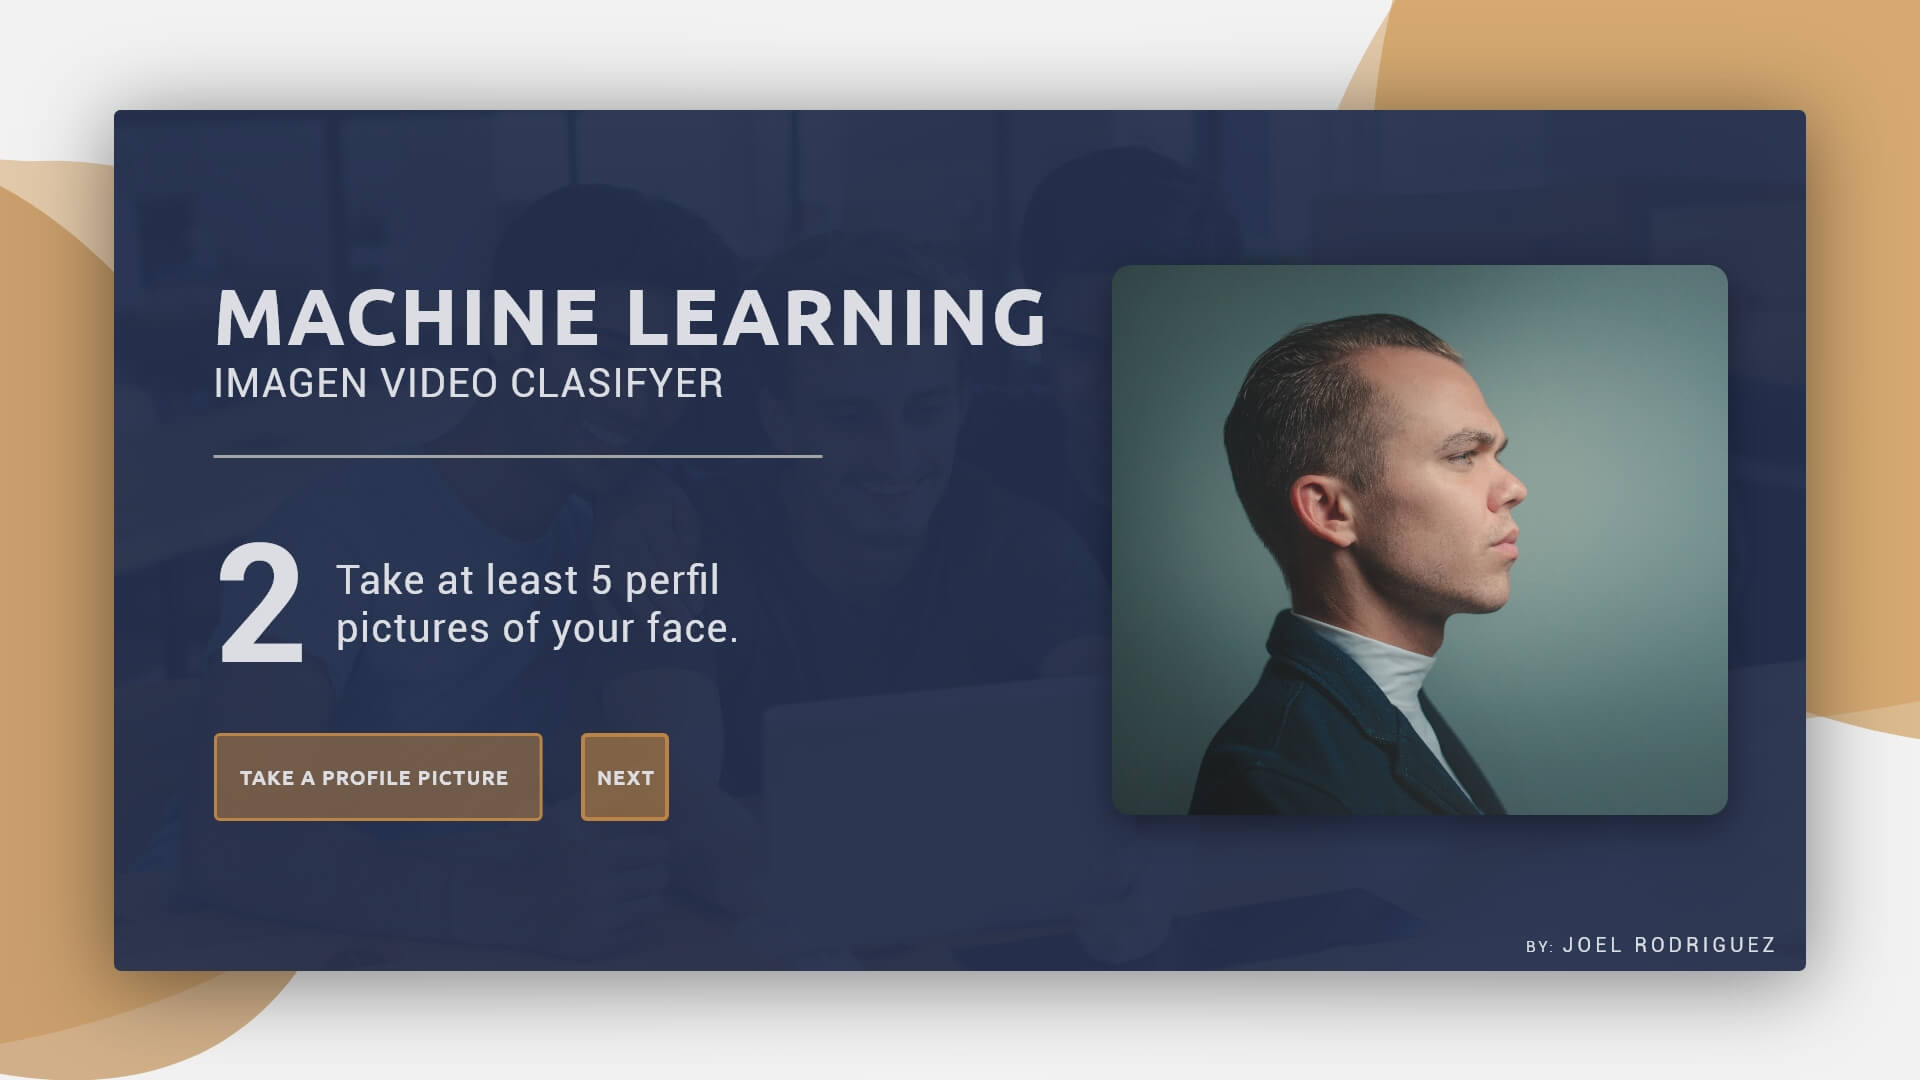 MACHINE LEARNING
IMAGEN VIDEO CLASIFYER
2
Take at least 5 perfil
pictures of your face.
TAKE A PROFILE PICTURE
NEXT
BY: JOEL RODRIGUEZ